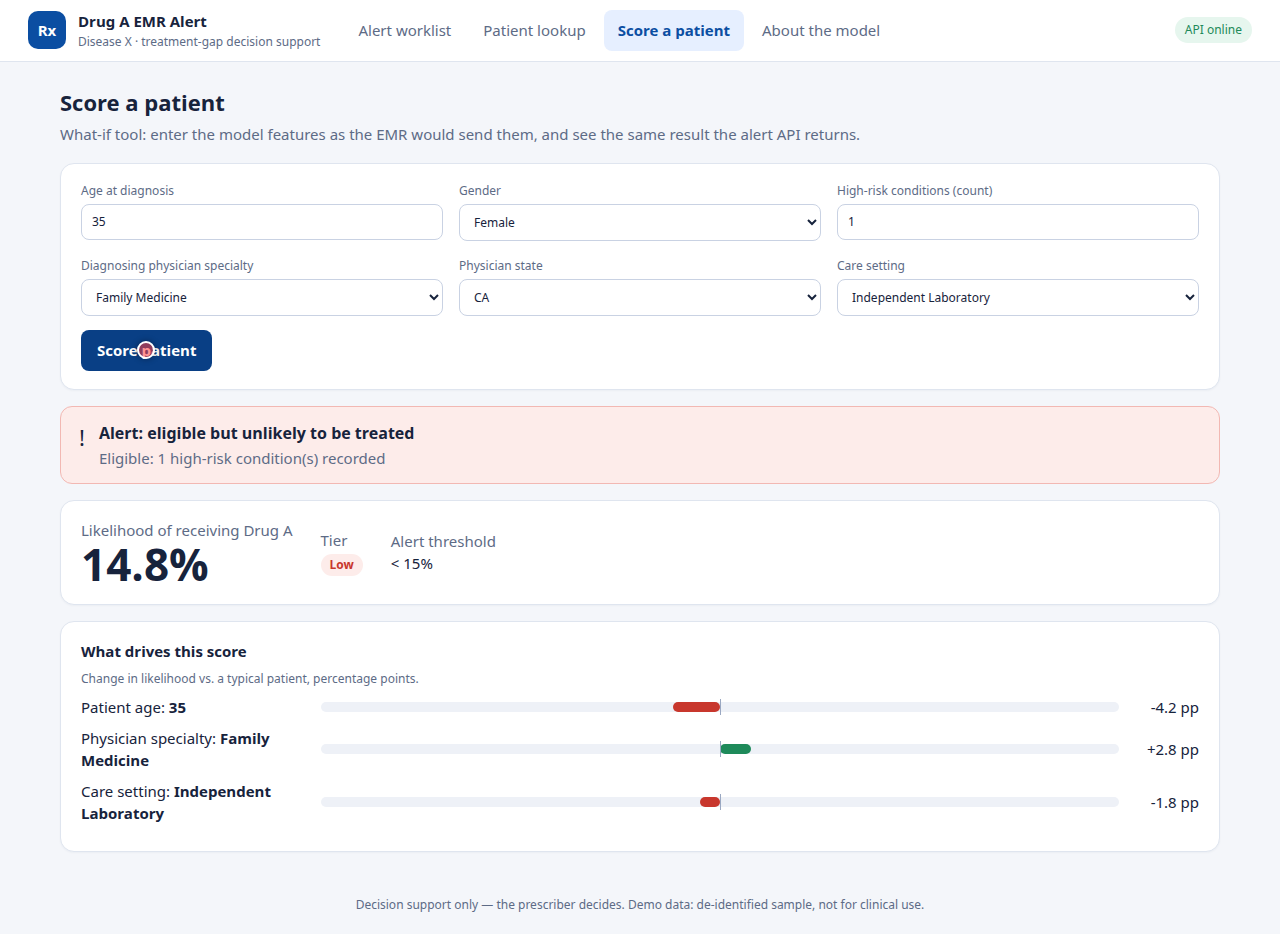 Rx
Drug A EMR Alert
Disease X · treatment-gap decision support
Alert worklist
Patient lookup
Score a patient
About the model
API online
Score a patient
What-if tool: enter the model features as the EMR would send them, and see the same result the alert API returns.
Age at diagnosis
Gender
High-risk conditions (count)
35
Female
1
Diagnosing physician specialty
Physician state
Care setting
Family Medicine
CA
Independent Laboratory
Score patient
!
Alert: eligible but unlikely to be treated
Eligible: 1 high-risk condition(s) recorded
Likelihood of receiving Drug A
14.8%
Tier
Low
Alert threshold
< 15%
What drives this score
Change in likelihood vs. a typical patient, percentage points.
Patient age: 35
-4.2 pp
Physician specialty: Family
Medicine
+2.8 pp
Care setting: Independent
Laboratory
-1.8 pp
Decision support only — the prescriber decides. Demo data: de-identified sample, not for clinical use.